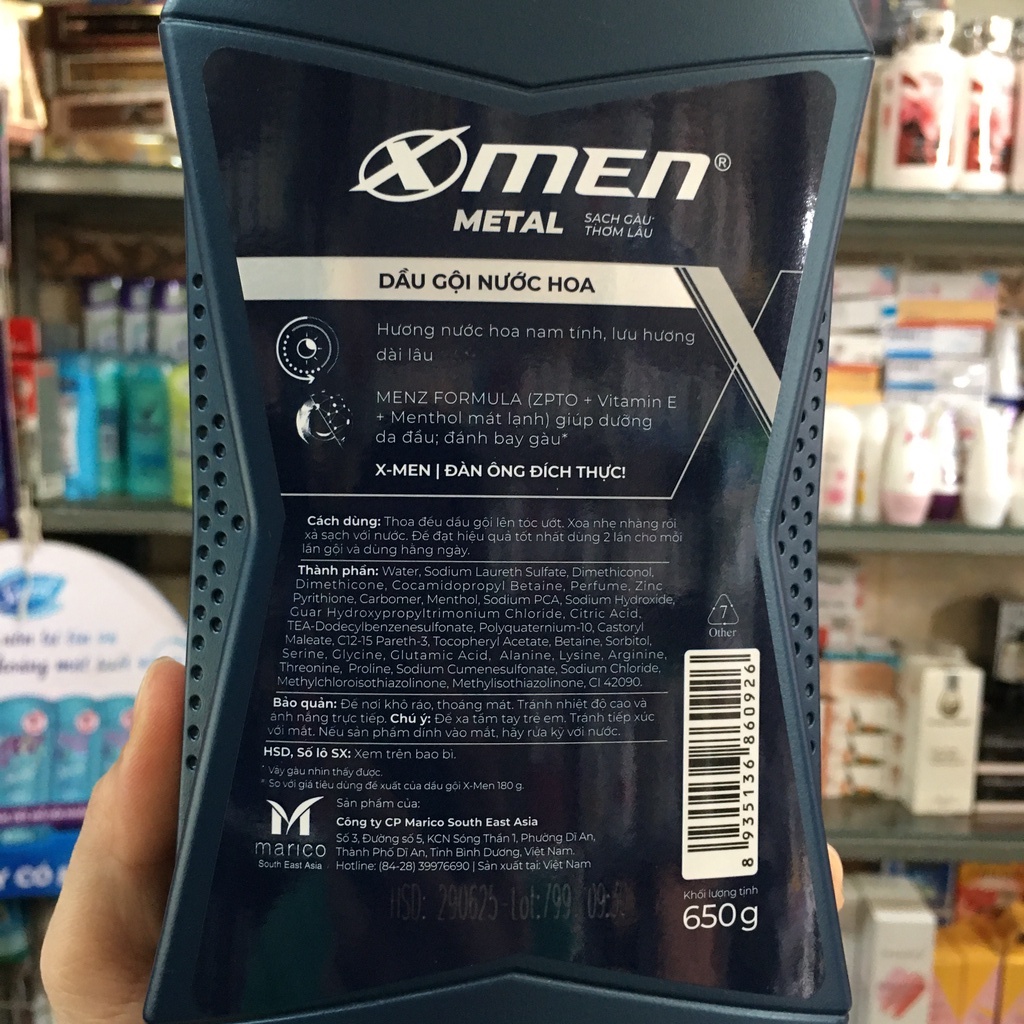 X-MEN®
METAL
SẠCH GÀU*
THƠM LÂU
DẦU GỘI NƯỚC HOA
Hương nước hoa nam tính, lưu hương
dài lâu
MENZ FORMULA (ZPTO + Vitamin E
+ Menthol mát lạnh) giúp dưỡng
da đầu; đánh bay gàu*
X-MEN | ĐÀN ÔNG ĐÍCH THỰC!
Cách dùng: Thoa đều dầu gội lên tóc ướt. Xoa nhẹ nhàng rồi
xả sạch với nước. Để đạt hiệu quả tốt nhất dùng 2 lần cho mỗi
lần gội và dùng hằng ngày.
Thành phần: Water, Sodium Laureth Sulfate, Dimethiconol,
Dimethicone, Cocamidopropyl Betaine, Perfume, Zinc
Pyrithione, Carbomer, Menthol, Sodium PCA, Sodium Hydroxide,
Guar Hydroxypropyltrimonium Chloride, Citric Acid,
TEA-Dodecylbenzenesulfonate, Polyquaternium-10, Castoryl
Maleate, C12-15 Pareth-3, Tocopheryl Acetate, Betaine, Sorbitol,
Serine, Glycine, Glutamic Acid, Alanine, Lysine, Arginine,
Threonine, Proline, Sodium Cumenesulfonate, Sodium Chloride,
Methylchloroisothiazolinone, Methylisothiazolinone, CI 42090.
7
Other
Bảo quản: Để nơi khô ráo, thoáng mát. Tránh nhiệt độ cao và
ánh nắng trực tiếp. Chú ý: Để xa tầm tay trẻ em. Tránh tiếp xúc
với mắt. Nếu sản phẩm dính vào mắt, hãy rửa kỹ với nước.
HSD, Số lô SX: Xem trên bao bì.
* Vảy gàu nhìn thấy được.
* So với giá tiêu dùng đề xuất của dầu gội X-Men 180 g.
marico
South East Asia
Sản phẩm của:
Công ty CP Marico South East Asia
Số 3, Đường số 5, KCN Sóng Thần 1, Phường Dĩ An,
Thành Phố Dĩ An, Tỉnh Bình Dương, Việt Nam.
Hotline: (84-28) 39976690 | Sản xuất tại: Việt Nam
8 935136 860926
Khối lượng tịnh
650g
HSD: 290625-Lot:799